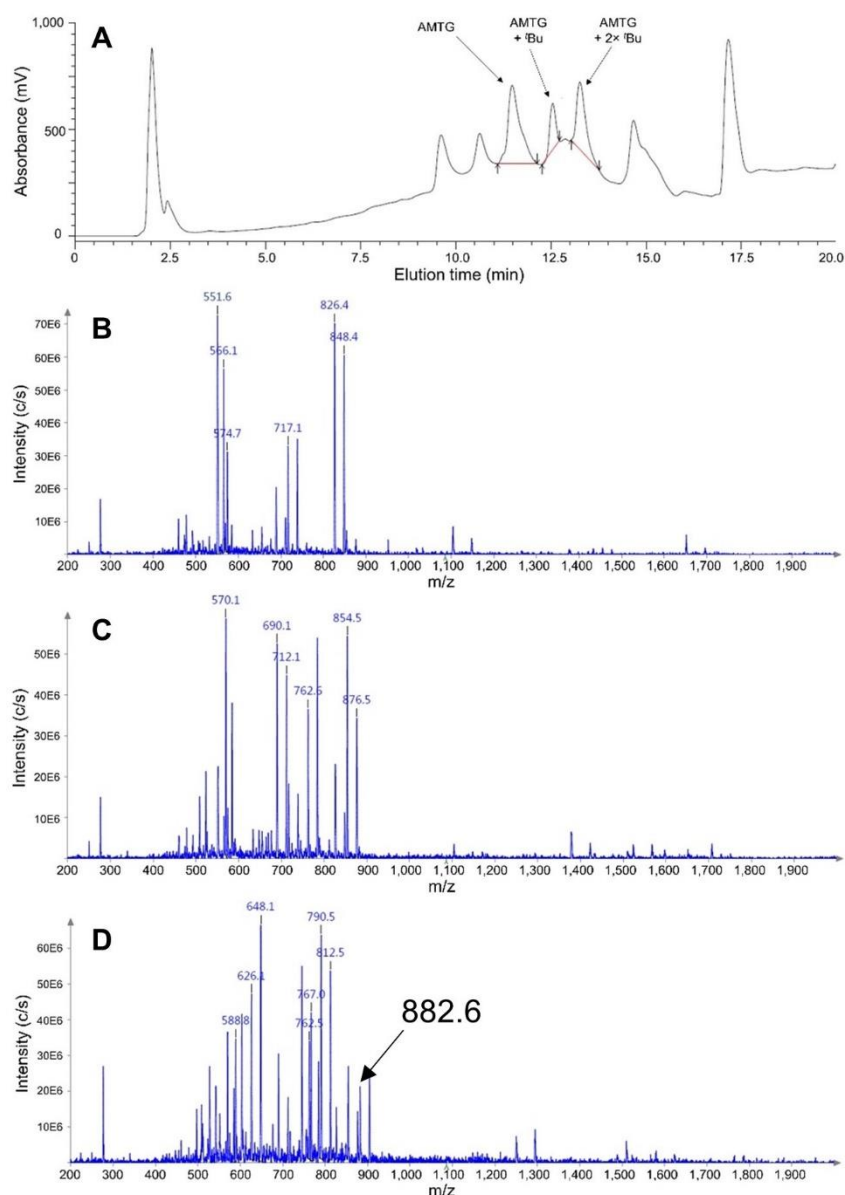 A
AMTG
AMTG
+ ᵗBu
AMTG
+ 2× ᵗBu
1,000
500
0
Absorbance (mV)
0
2.5
5.0
7.5
10.0
12.5
15.0
17.5
20.0
Elution time (min)
B
551.6
566.1
574.7
717.1
826.4
848.4
70E6
60E6
50E6
40E6
30E6
20E6
10E6
Intensity (c/s)
200 300 400 500 600 700 800 900 1,000 1,100 1,200 1,300 1,400 1,500 1,600 1,700 1,800 1,900
m/z
C
570.1
690.1
712.1
762.6
854.5
876.5
50E6
40E6
30E6
20E6
10E6
Intensity (c/s)
200 300 400 500 600 700 800 900 1,000 1,100 1,200 1,300 1,400 1,500 1,600 1,700 1,800 1,900
m/z
D
648.1
626.1
588.8
790.5
812.5
767.0
762.5
882.6
60E6
50E6
40E6
30E6
20E6
10E6
Intensity (c/s)
200 300 400 500 600 700 800 900 1,000 1,100 1,200 1,300 1,400 1,500 1,600 1,700 1,800 1,900
m/z